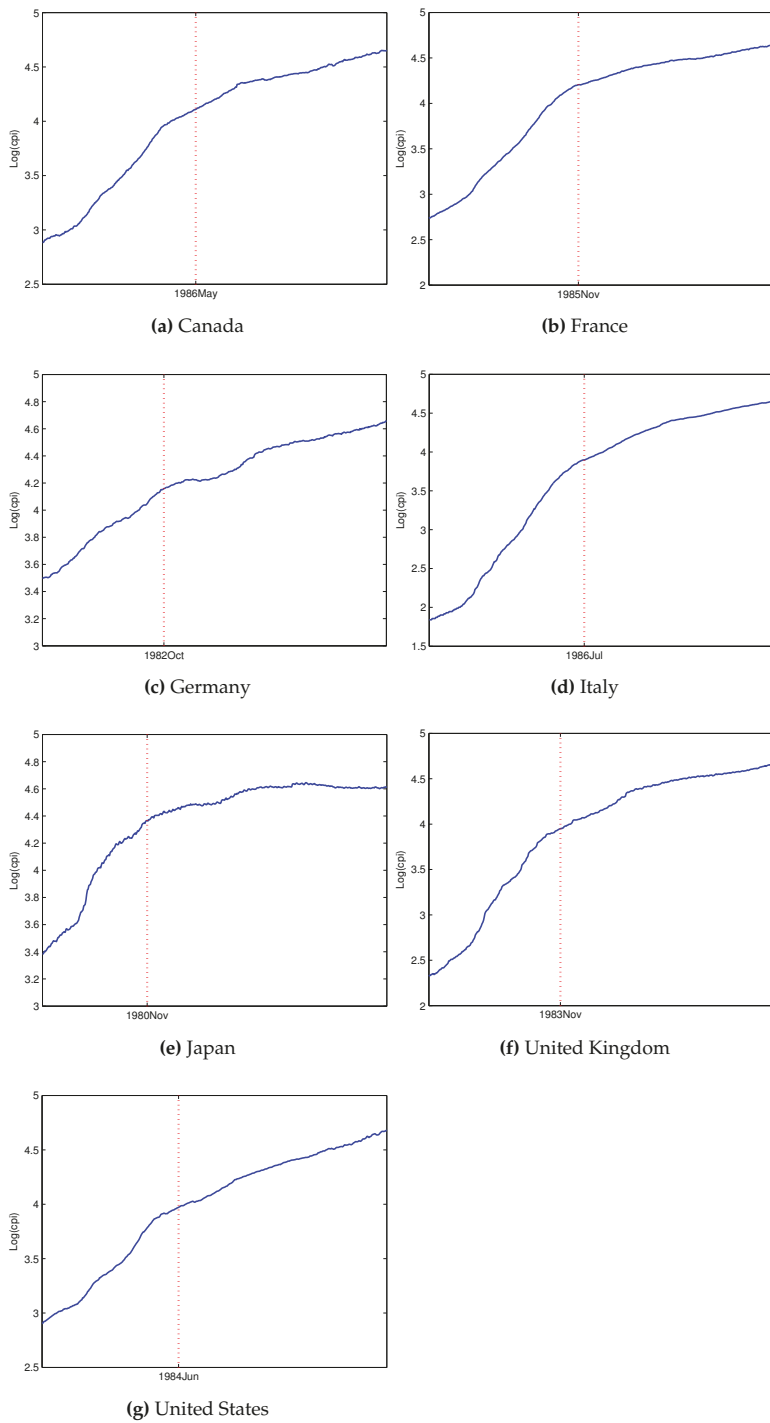 5
4.5
4
3.5
3
2.5
Log(cpi)
1986May
(a) Canada
5
4.5
4
3.5
3
2.5
2
Log(cpi)
1985Nov
(b) France
5
4.8
4.6
4.4
4.2
4
3.8
3.6
3.4
3.2
3
Log(cpi)
1982Oct
(c) Germany
5
4.5
4
3.5
3
2.5
2
1.5
Log(cpi)
1986Jul
(d) Italy
5
4.8
4.6
4.4
4.2
4
3.8
3.6
3.4
3.2
3
Log(cpi)
1980Nov
(e) Japan
5
4.5
4
3.5
3
2.5
2
Log(cpi)
1983Nov
(f) United Kingdom
5
4.5
4
3.5
3
2.5
Log(cpi)
1984Jun
(g) United States